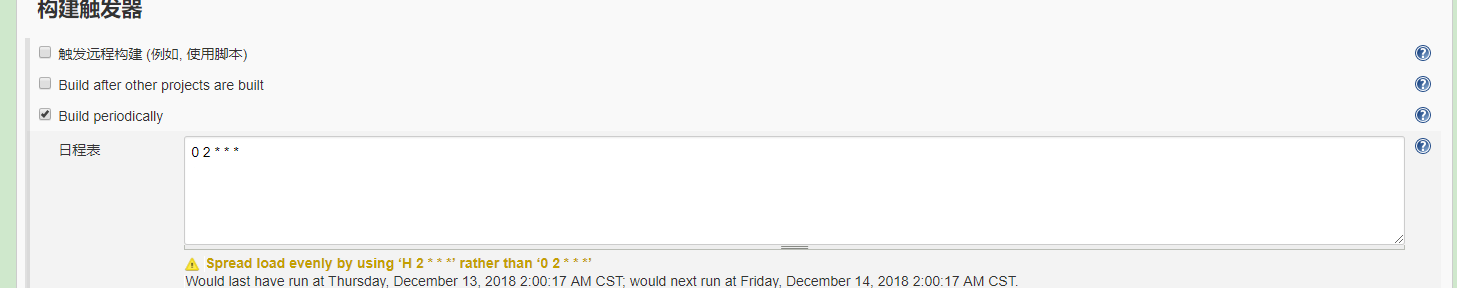 构建触发器
触发远程构建 (例如, 使用脚本)
Build after other projects are built
Build periodically
日程表
0 2 * * *
Spread load evenly by using ‘H 2 * * *’ rather than ‘0 2 * * *’
Would last have run at Thursday, December 13, 2018 2:00:17 AM CST; would next run at Friday, December 14, 2018 2:00:17 AM CST.